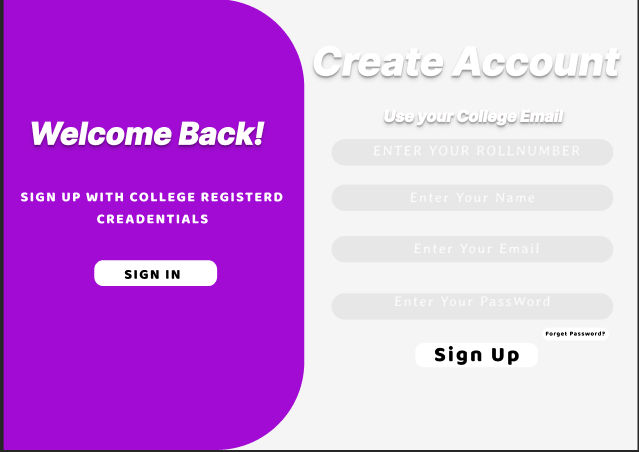 Welcome Back!
SIGN UP WITH COLLEGE REGISTERD
CREADENTIALS
SIGN IN
Create Account
Use your College Email
ENTER YOUR ROLLNUMBER
Enter Your Name
Enter Your Email
Enter Your PassWord
Forget Password?
Sign Up